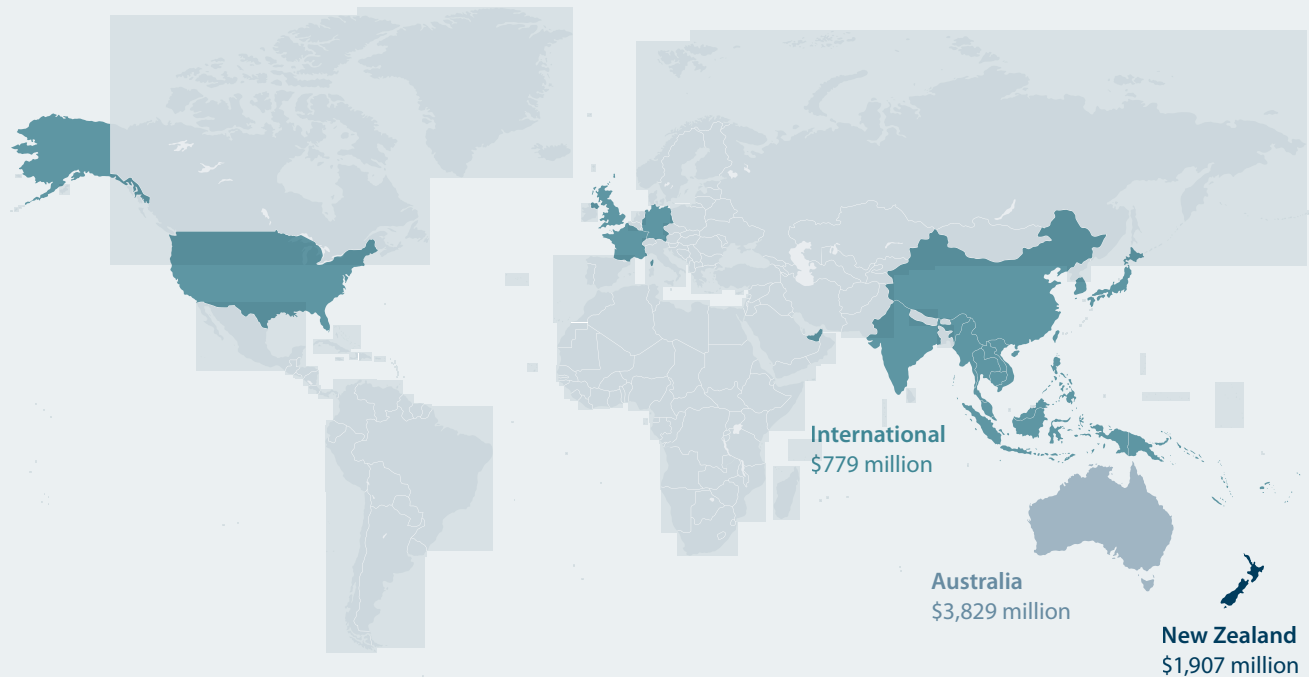 International
$779 million
Australia
$3,829 million
New Zealand
$1,907 million